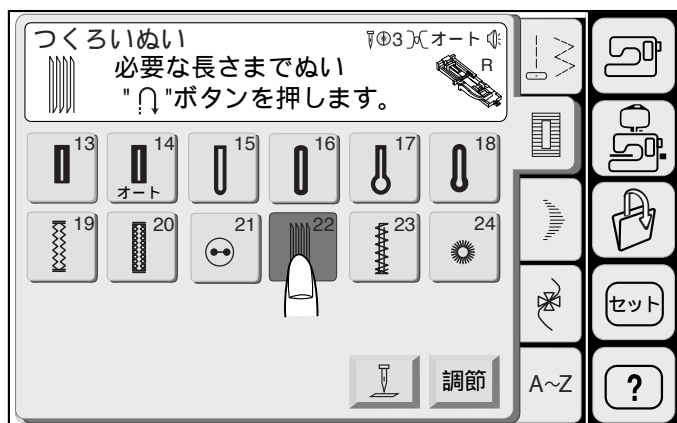 つくろいぬい 3 オート
必要な長さまでぬい R
" "ボタンを押します。
13 14 15 16 17 18
オート
19 20 21 22 23 24
セット
調節 A~Z ?